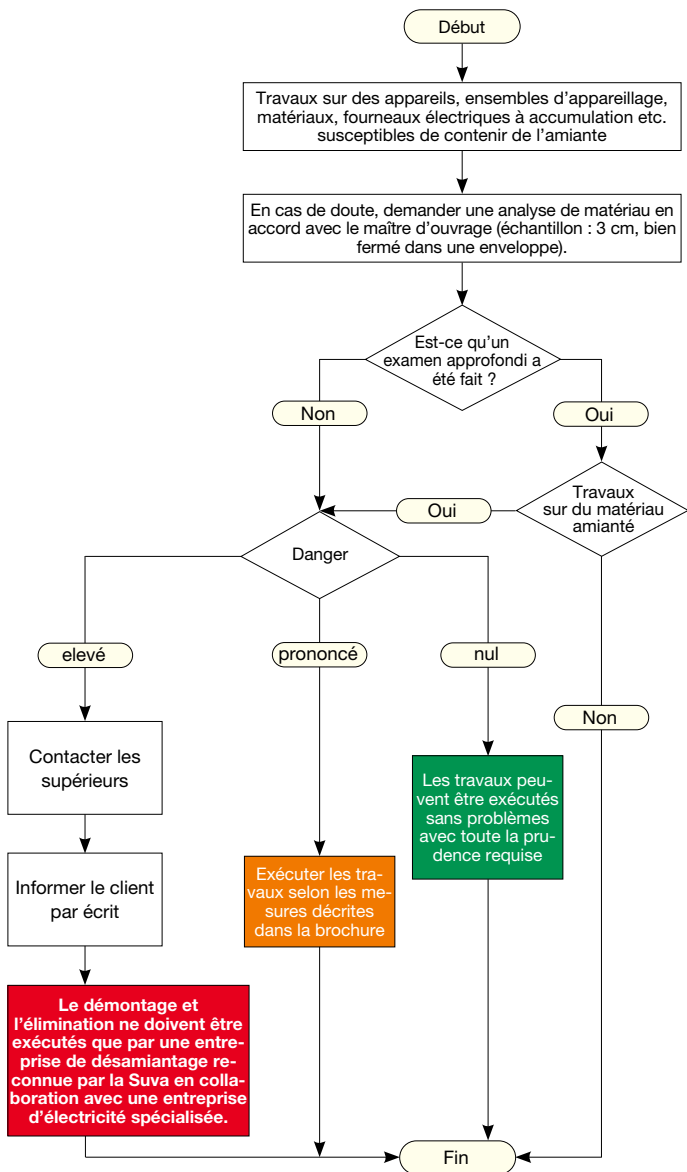 Début
Travaux sur des appareils, ensembles d'appareillage,
matériaux, fourneaux électriques à accumulation etc.
susceptibles de contenir de l'amiante
En cas de doute, demander une analyse de matériau en
accord avec le maître d'ouvrage (échantillon : 3 cm, bien
fermé dans une enveloppe).
Est-ce qu'un
examen approfondi a
été fait ?
Non
Oui
Travaux
sur du matériau
amianté
Oui
Danger
elevé
prononcé
nul
Non
Contacter les
supérieurs
Les travaux peu-
vent être exécutés
sans problèmes
avec toute la pru-
dence requise
Informer le client
par écrit
Exécuter les tra-
vaux selon les me-
sures décrites
dans la brochure
Le démontage et
l'élimination ne doivent être
exécutés que par une entre-
prise de désamiantage re-
connue par la Suva en colla-
boration avec une entreprise
d'électricité spécialisée.
Fin